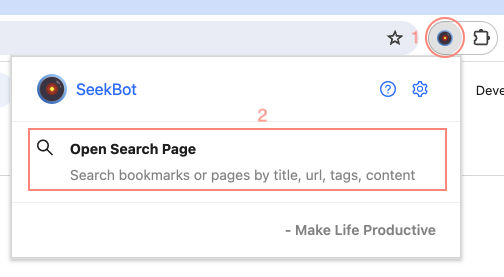 1
SeekBot
Deve
2
Open Search Page
Search bookmarks or pages by title, url, tags, content
- Make Life Productive